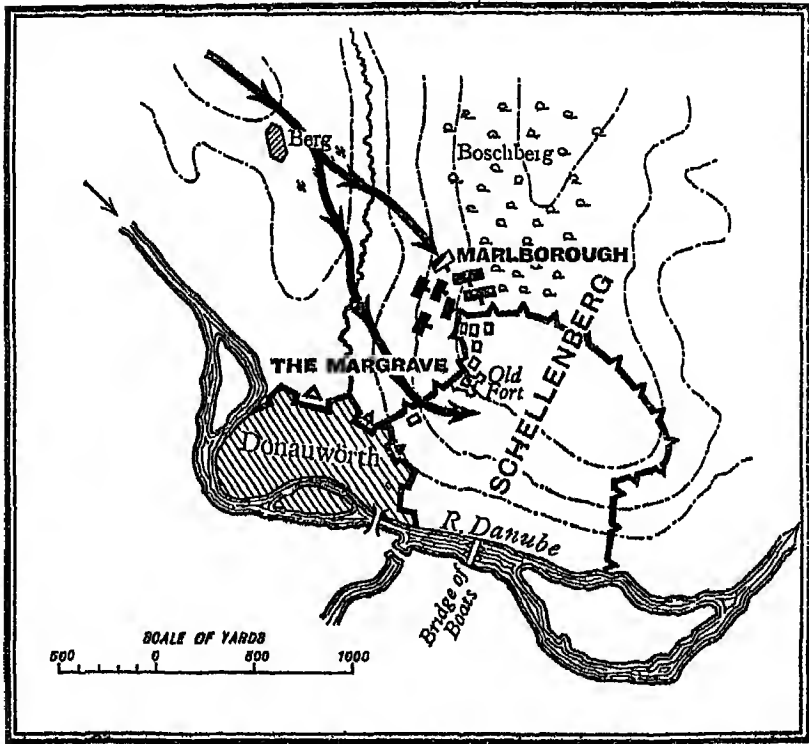 Berg
Boschberg
MARLBOROUGH
THE MARGRAVE
Old
Fort
SCHELLENBERG
Donauwörth
R. Danube
Bridge of
Boats
SCALE OF YARDS
500 0 500 1000